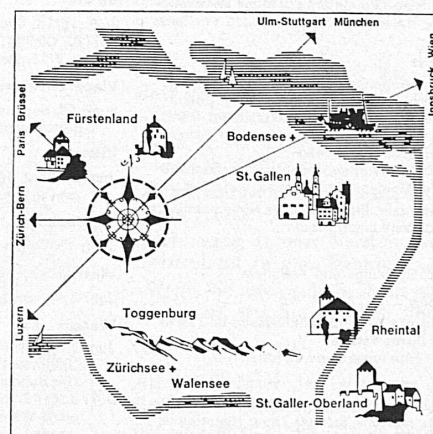 Ulm-Stuttgart München
Innsbruck Wien
Paris Brüssel
Fürstenland
Bodensee +
St.Gallen
Zürich-Bern
Luzern
Toggenburg
Rheintal
Zürichsee +
Walensee
St.Galler-Oberland